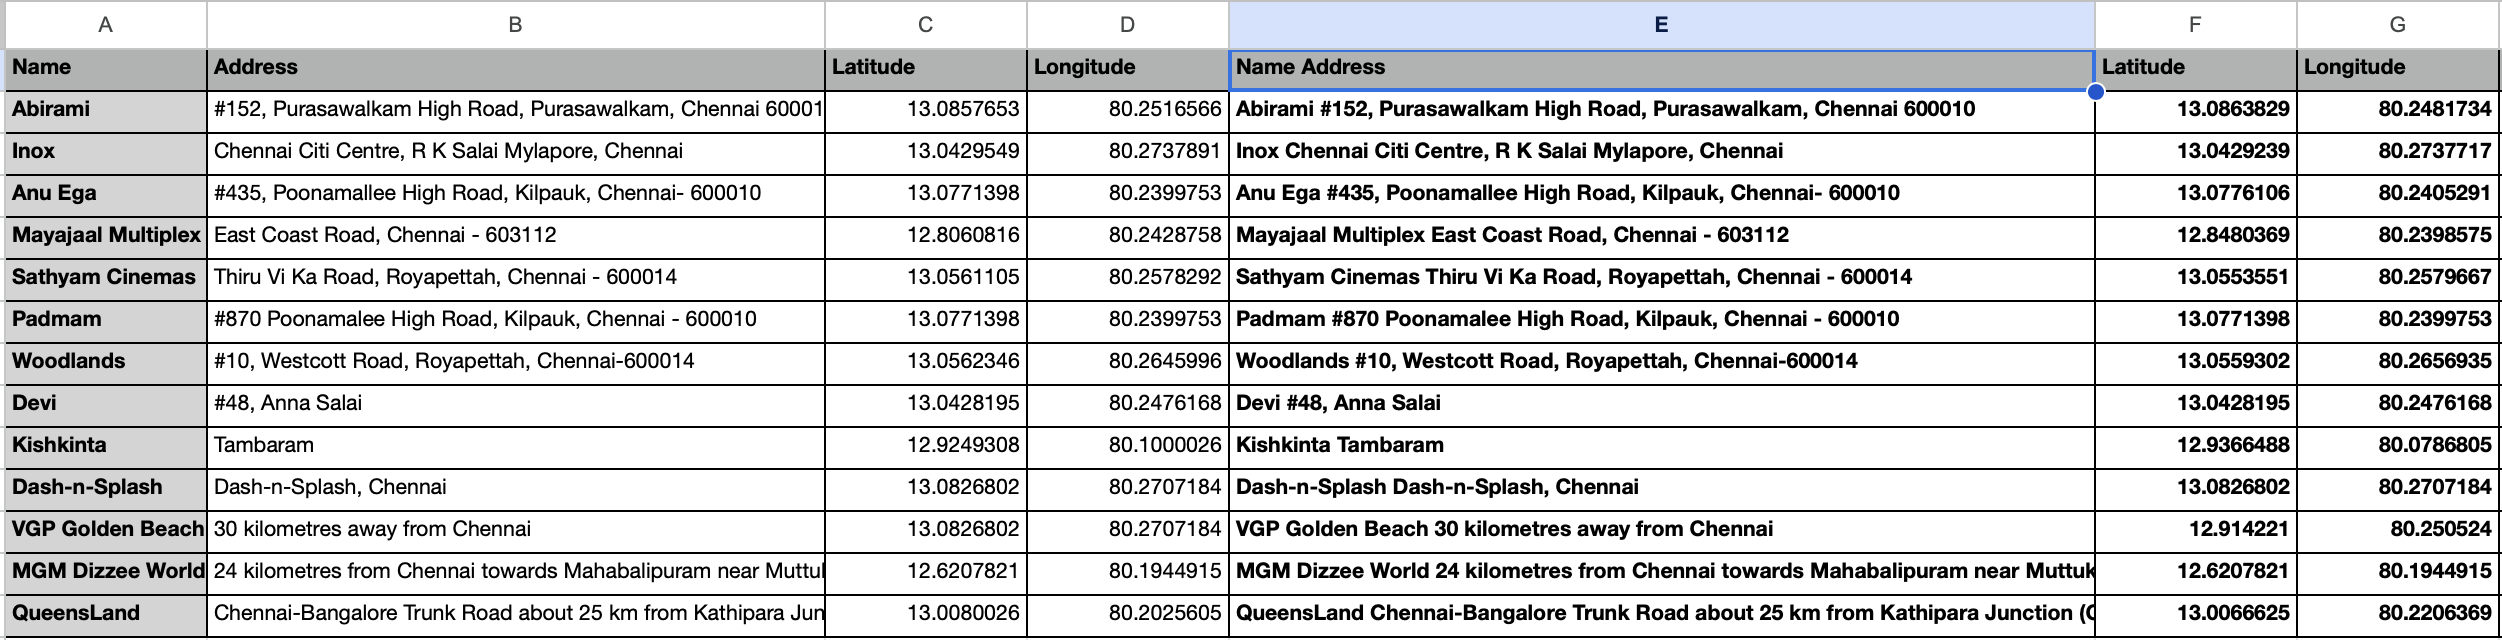 A B C D E F G
Name Address Latitude Longitude Name Address Latitude Longitude
Abirami #152, Purasawalkam High Road, Purasawalkam, Chennai 60001 13.0857653 80.2516566 Abirami #152, Purasawalkam High Road, Purasawalkam, Chennai 600010 13.0863829 80.2481734
Inox Chennai Citi Centre, R K Salai Mylapore, Chennai 13.0429549 80.2737891 Inox Chennai Citi Centre, R K Salai Mylapore, Chennai 13.0429239 80.2737717
Anu Ega #435, Poonamallee High Road, Kilpauk, Chennai- 600010 13.0771398 80.2399753 Anu Ega #435, Poonamallee High Road, Kilpauk, Chennai- 600010 13.0776106 80.2405291
Mayajaal Multiplex East Coast Road, Chennai - 603112 12.8060816 80.2428758 Mayajaal Multiplex East Coast Road, Chennai - 603112 12.8480369 80.2398575
Sathyam Cinemas Thiru Vi Ka Road, Royapettah, Chennai - 600014 13.0561105 80.2578292 Sathyam Cinemas Thiru Vi Ka Road, Royapettah, Chennai - 600014 13.0553551 80.2579667
Padmam #870 Poonamalee High Road, Kilpauk, Chennai - 600010 13.0771398 80.2399753 Padmam #870 Poonamalee High Road, Kilpauk, Chennai - 600010 13.0771398 80.2399753
Woodlands #10, Westcott Road, Royapettah, Chennai-600014 13.0562346 80.2645996 Woodlands #10, Westcott Road, Royapettah, Chennai-600014 13.0559302 80.2656935
Devi #48, Anna Salai 13.0428195 80.2476168 Devi #48, Anna Salai 13.0428195 80.2476168
Kishkinta Tambaram 12.9249308 80.1000026 Kishkinta Tambaram 12.9366488 80.0786805
Dash-n-Splash Dash-n-Splash, Chennai 13.0826802 80.2707184 Dash-n-Splash Dash-n-Splash, Chennai 13.0826802 80.2707184
VGP Golden Beach 30 kilometres away from Chennai 13.0826802 80.2707184 VGP Golden Beach 30 kilometres away from Chennai 12.914221 80.250524
MGM Dizzee World 24 kilometres from Chennai towards Mahabalipuram near Muttuk 12.6207821 80.1944915 MGM Dizzee World 24 kilometres from Chennai towards Mahabalipuram near Muttuk 12.6207821 80.1944915
QueensLand Chennai-Bangalore Trunk Road about 25 km from Kathipara Jun 13.0080026 80.2025605 QueensLand Chennai-Bangalore Trunk Road about 25 km from Kathipara Junction ( 13.0066625 80.2206369